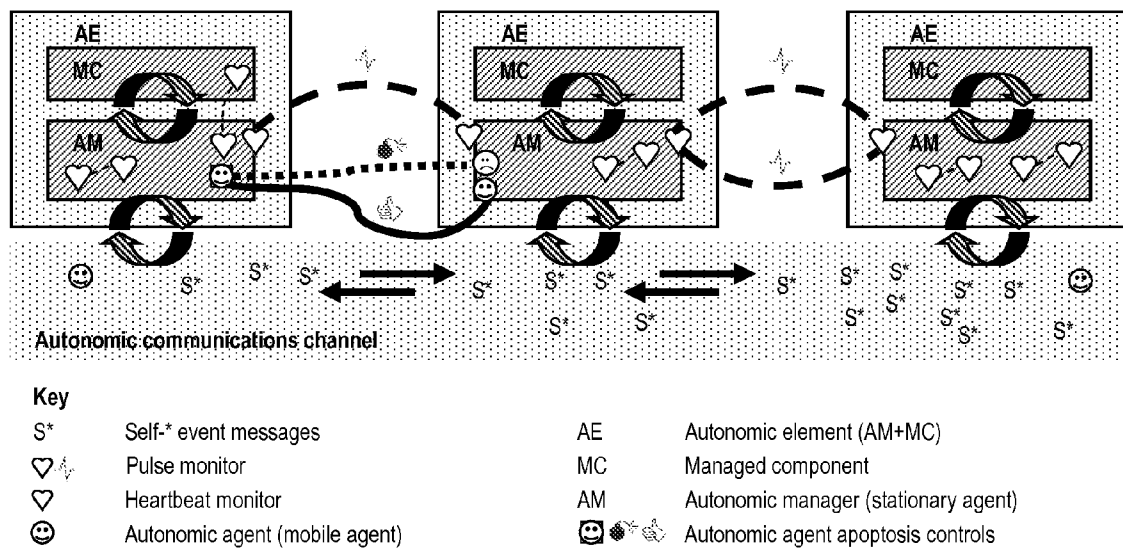 AE AE AE
MC MC MC
AM AM AM
S* S* S* S* S* S* S* S* S* S* S*
S* S* S*
S* S* S* S*
Autonomic communications channel
Key
S* Self-* event messages
Pulse monitor
Heartbeat monitor
Autonomic agent (mobile agent)
AE Autonomic element (AM+MC)
MC Managed component
AM Autonomic manager (stationary agent)
Autonomic agent apoptosis controls